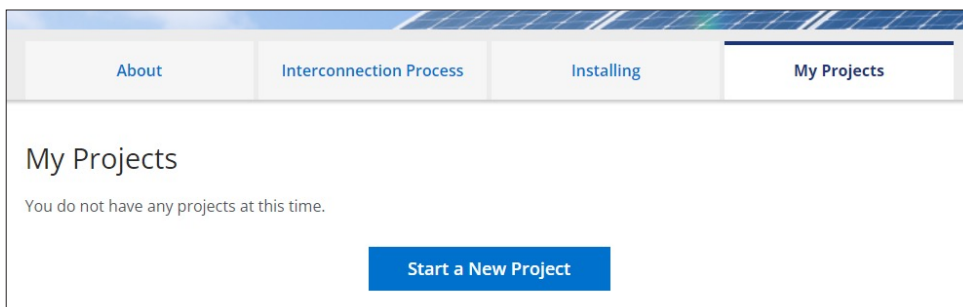 About
Interconnection Process
Installing
My Projects
My Projects
You do not have any projects at this time.
Start a New Project